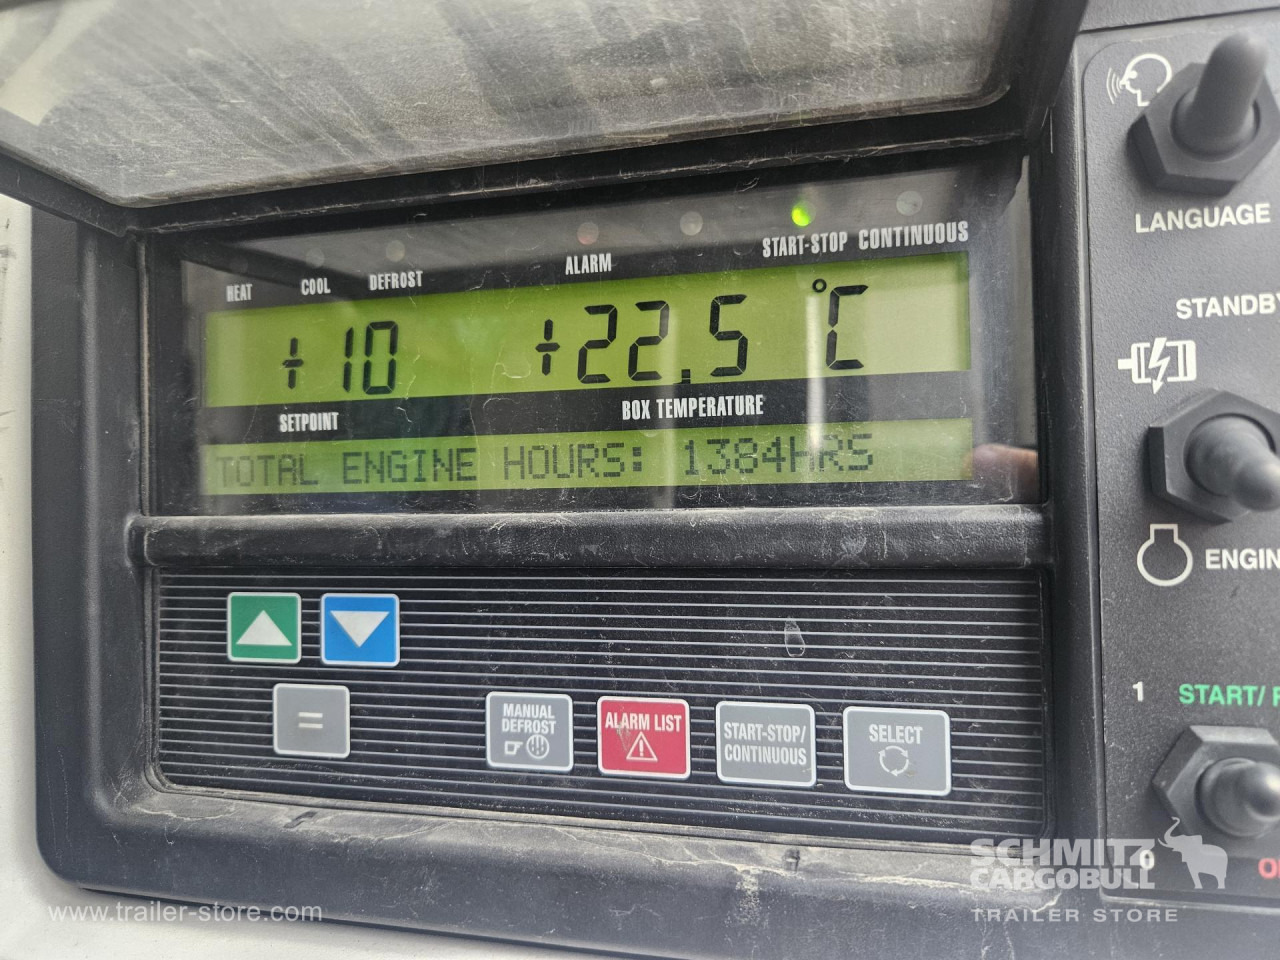 LANGUAGE
HEAT COOL DEFROST ALARM START-STOP CONTINUOUS
+10 +22.5 °C
SETPOINT BOX TEMPERATURE
TOTAL ENGINE HOURS: 1384HRS
STANDBY
ENGIN
MANUAL
DEFROST
ALARM LIST
START-STOP/
CONTINUOUS
SELECT
=
1 START/
0
SCHMITZ
CARGOBULL
TRAILER STORE
www.trailer-store.com